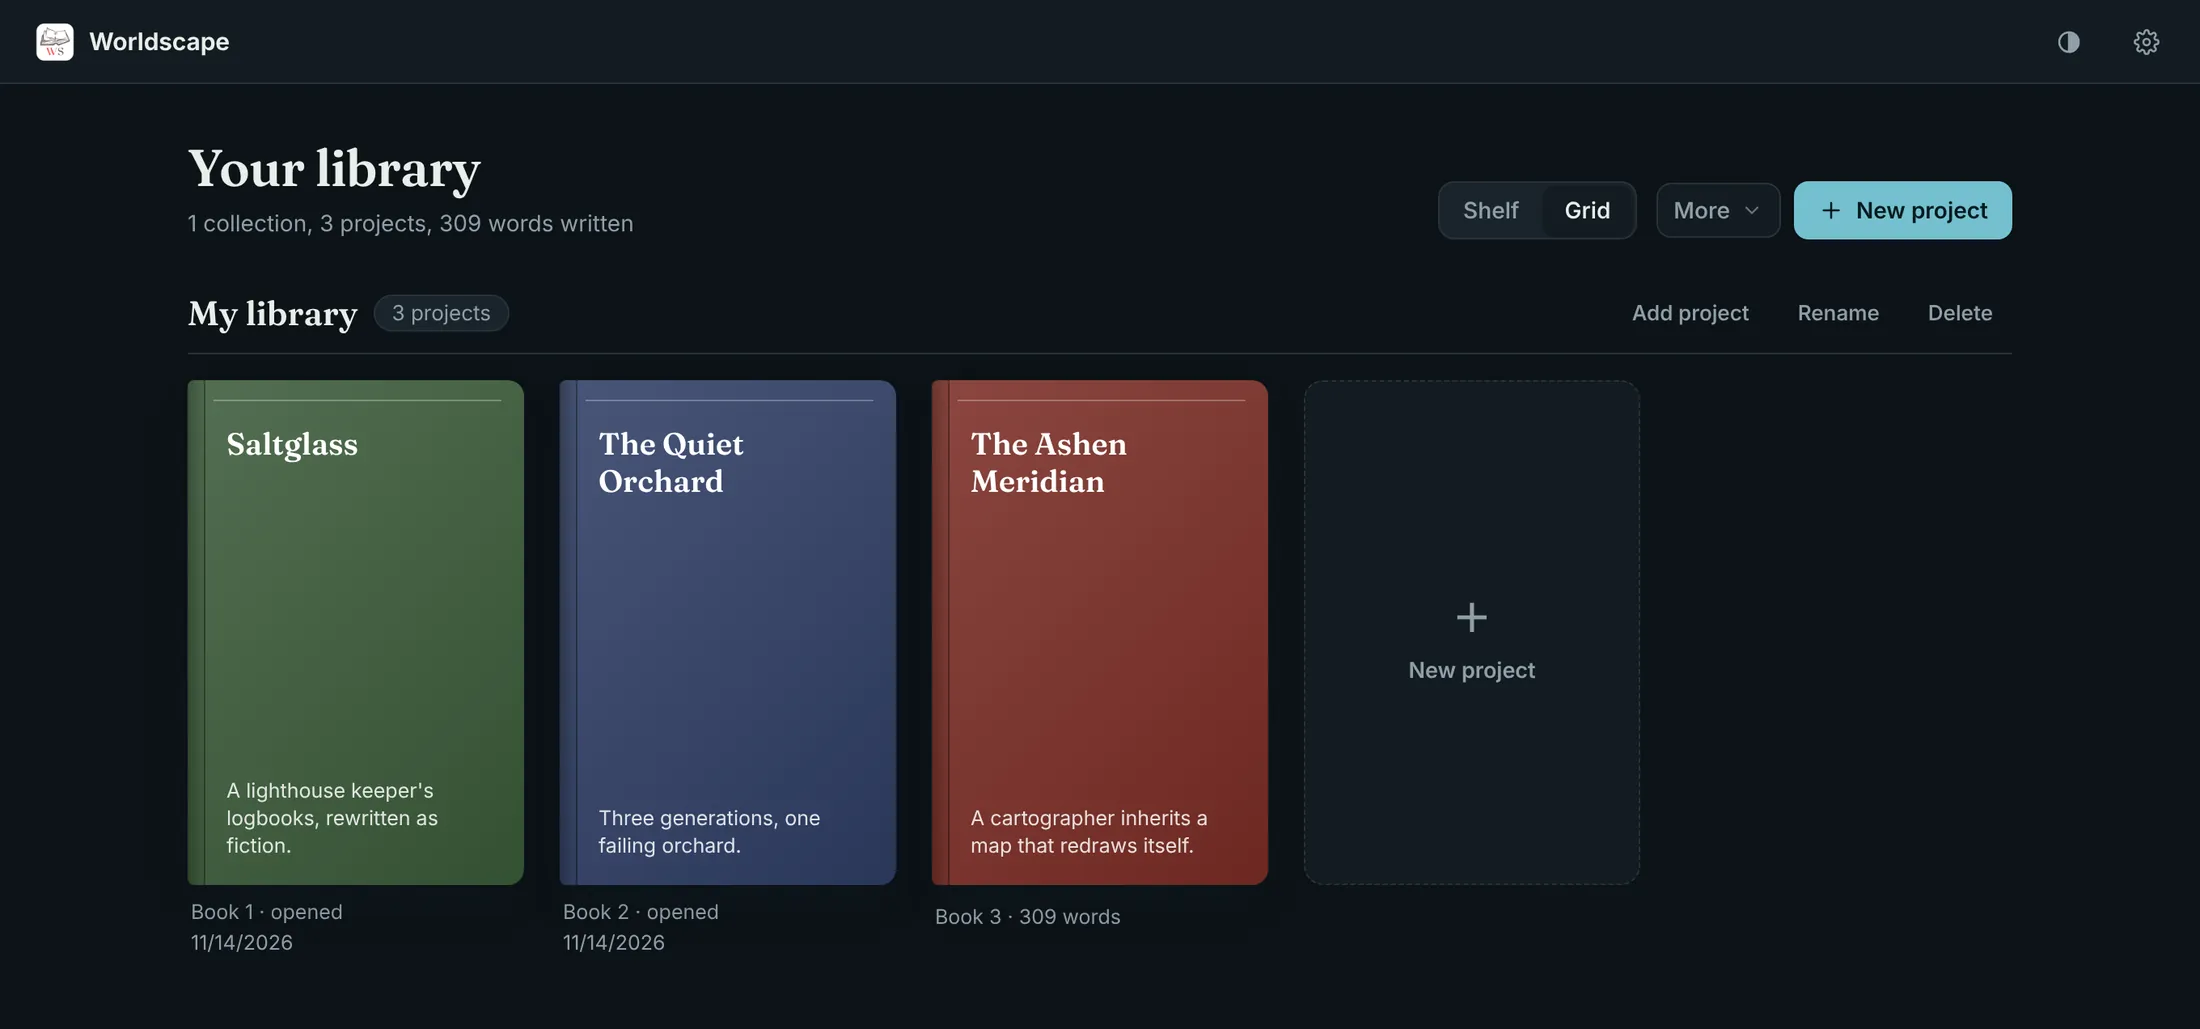 WS
Worldscape
Your library
1 collection, 3 projects, 309 words written
Shelf
Grid
More
New project
My library
3 projects
Add project
Rename
Delete
Saltglass
A lighthouse keeper's
logbooks, rewritten as
fiction.
Book 1 · opened
11/14/2026
The Quiet
Orchard
Three generations, one
failing orchard.
Book 2 · opened
11/14/2026
The Ashen
Meridian
A cartographer inherits a
map that redraws itself.
Book 3 · 309 words
New project